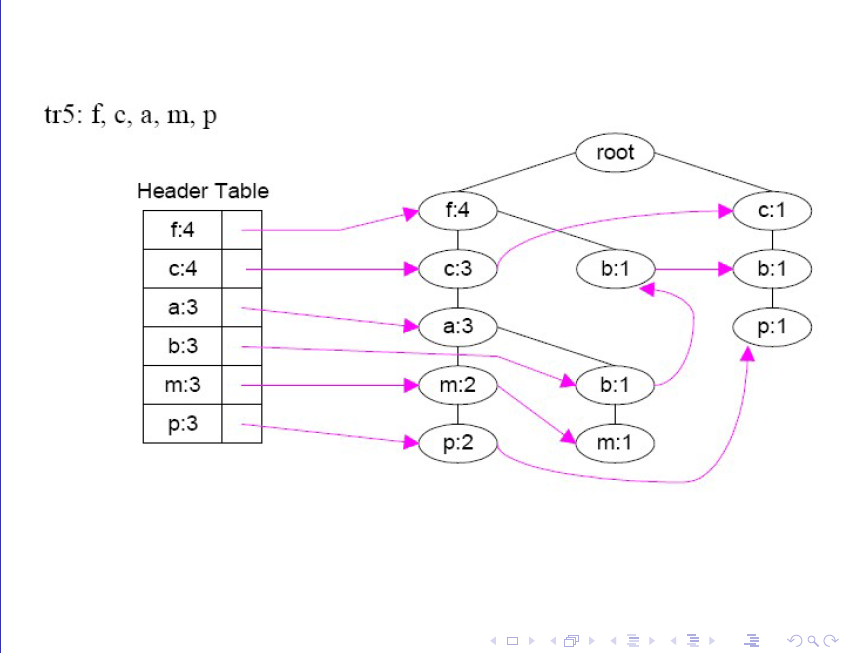 tr5: f, c, a, m, p
root
Header Table
f:4
c:4
a:3
b:3
m:3
p:3
f:4
c:1
c:3
b:1
b:1
a:3
p:1
m:2
b:1
p:2
m:1